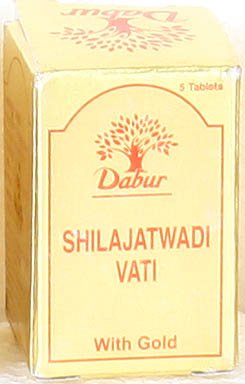 Dabur
5 Tablets
Dabur
SHILAJATWADI
VATI
With Gold